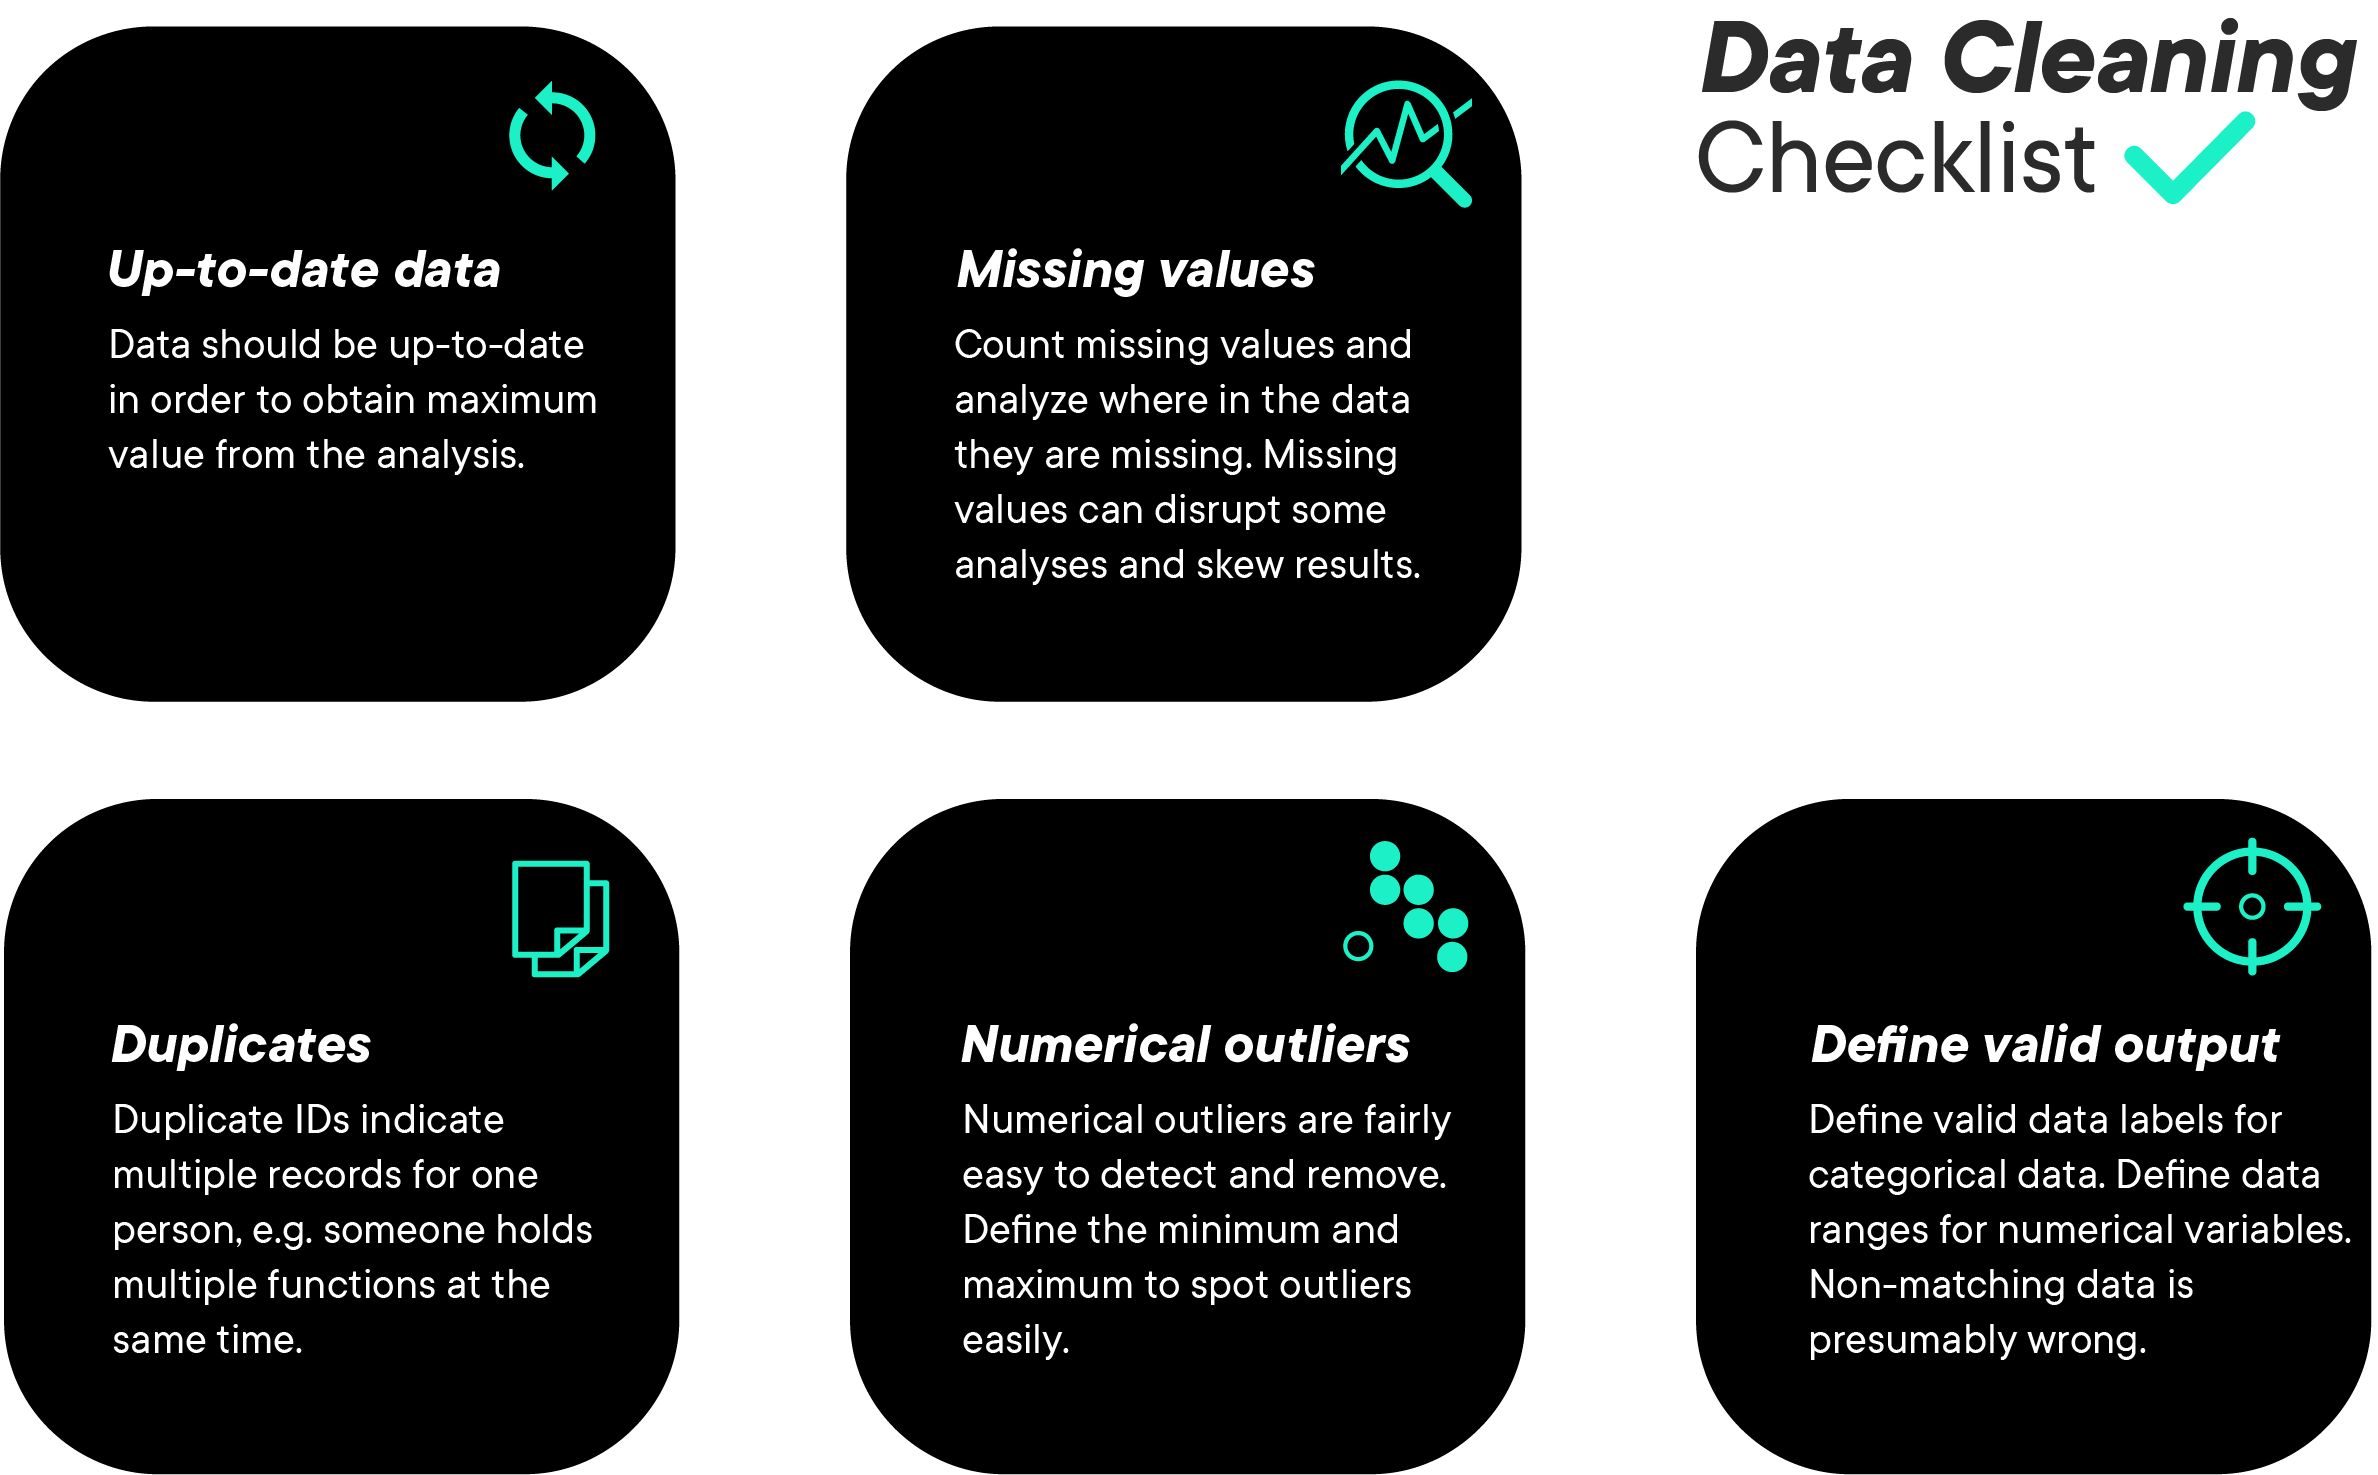 Data Cleaning
Checklist
Up-to-date data
Data should be up-to-date
in order to obtain maximum
value from the analysis.
Missing values
Count missing values and
analyze where in the data
they are missing. Missing
values can disrupt some
analyses and skew results.
Duplicates
Duplicate IDs indicate
multiple records for one
person, e.g. someone holds
multiple functions at the
same time.
Numerical outliers
Numerical outliers are fairly
easy to detect and remove.
Define the minimum and
maximum to spot outliers
easily.
Define valid output
Define valid data labels for
categorical data. Define data
ranges for numerical variables.
Non-matching data is
presumably wrong.